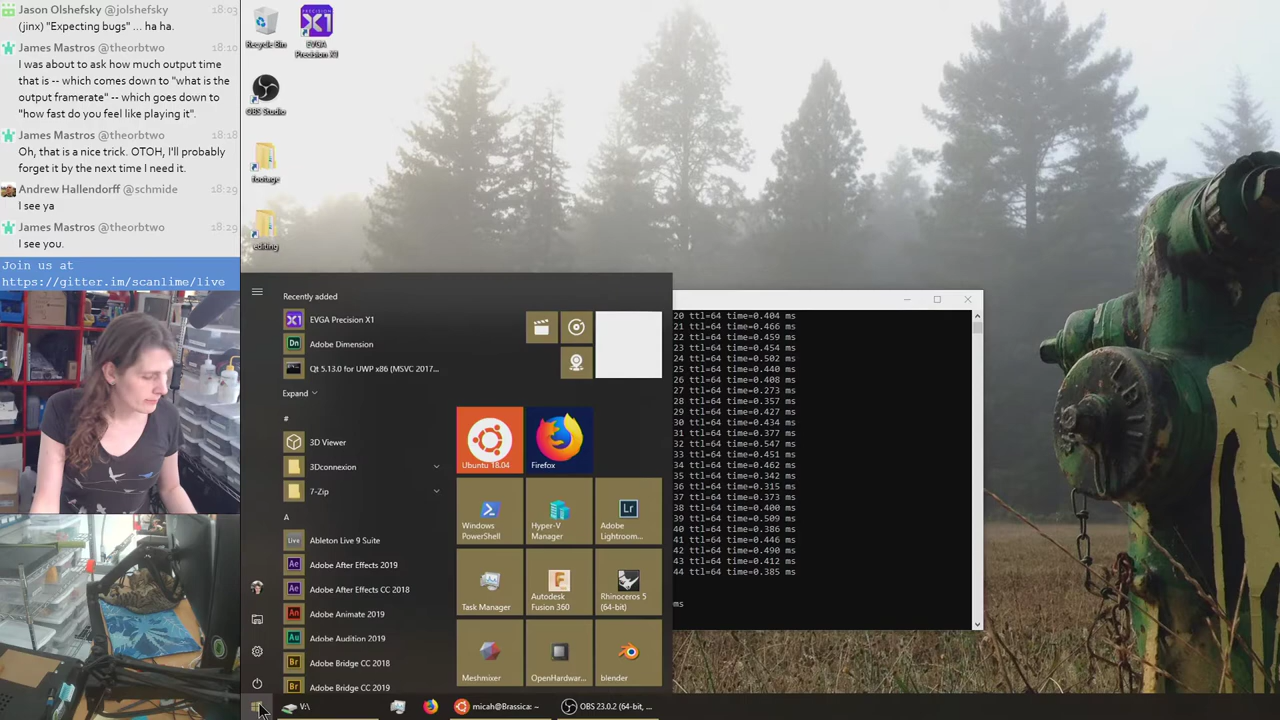 Jason Olshefsky @jolshefsky 18:03
(jinx) "Expecting bugs" ... ha ha.
James Mastros @theorbtwo 18:10
I was about to ask how much output time
that is -- which comes down to "what is the
output framerate" -- which goes down to
"how fast do you feel like playing it".
James Mastros @theorbtwo 18:18
Oh, that is a nice trick. OTOH, I'll probably
forget it by the next time I need it.
Andrew Hallendorff @schmide 18:29
I see ya
James Mastros @theorbtwo 18:29
I see you.
Join us at
https://gitter.im/scanlime/live
Recycle Bin
EVGA
Precision X1
OBS Studio
footage
editing
Recently added
EVGA Precision X1
Adobe Dimension
Qt 5.13.0 for UWP x86 (MSVC 2017...
Expand
#
3D Viewer
3Dconnexion
7-Zip
A
Ableton Live 9 Suite
Adobe After Effects 2019
Adobe After Effects CC 2018
Adobe Animate 2019
Adobe Audition 2019
Adobe Bridge CC 2018
Adobe Bridge CC 2019
Ubuntu 18.04
Firefox
Windows
PowerShell
Hyper-V
Manager
Adobe
Lightroom...
Task Manager
Autodesk
Fusion 360
Rhinoceros 5
(64-bit)
Meshmixer
OpenHardwar...
blender
20 ttl=64 time=0.404 ms
21 ttl=64 time=0.466 ms
22 ttl=64 time=0.459 ms
23 ttl=64 time=0.454 ms
24 ttl=64 time=0.502 ms
25 ttl=64 time=0.440 ms
26 ttl=64 time=0.408 ms
27 ttl=64 time=0.273 ms
28 ttl=64 time=0.357 ms
29 ttl=64 time=0.427 ms
30 ttl=64 time=0.434 ms
31 ttl=64 time=0.377 ms
32 ttl=64 time=0.547 ms
33 ttl=64 time=0.451 ms
34 ttl=64 time=0.462 ms
35 ttl=64 time=0.342 ms
36 ttl=64 time=0.315 ms
37 ttl=64 time=0.373 ms
38 ttl=64 time=0.400 ms
39 ttl=64 time=0.509 ms
40 ttl=64 time=0.386 ms
41 ttl=64 time=0.446 ms
42 ttl=64 time=0.490 ms
43 ttl=64 time=0.412 ms
44 ttl=64 time=0.385 ms
ms
V:\
micah@Brassica: ~
OBS 23.0.2 (64-bit, ...